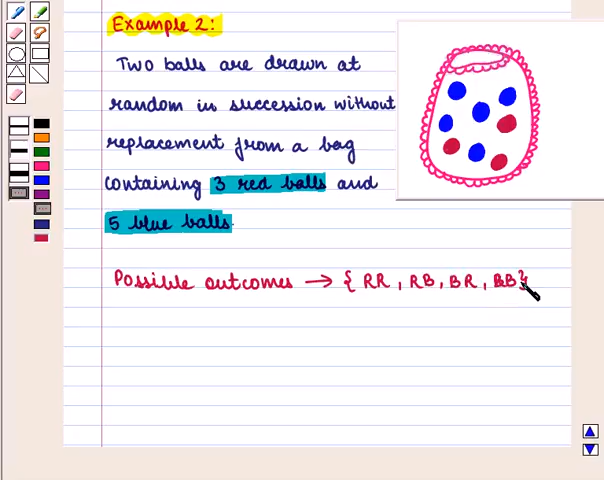 Example 2:
Two balls are drawn at
random in succession without
replacement from a bag
containing 3 red balls and
5 blue balls.
Possible outcomes → { RR , RB , BR , BB }